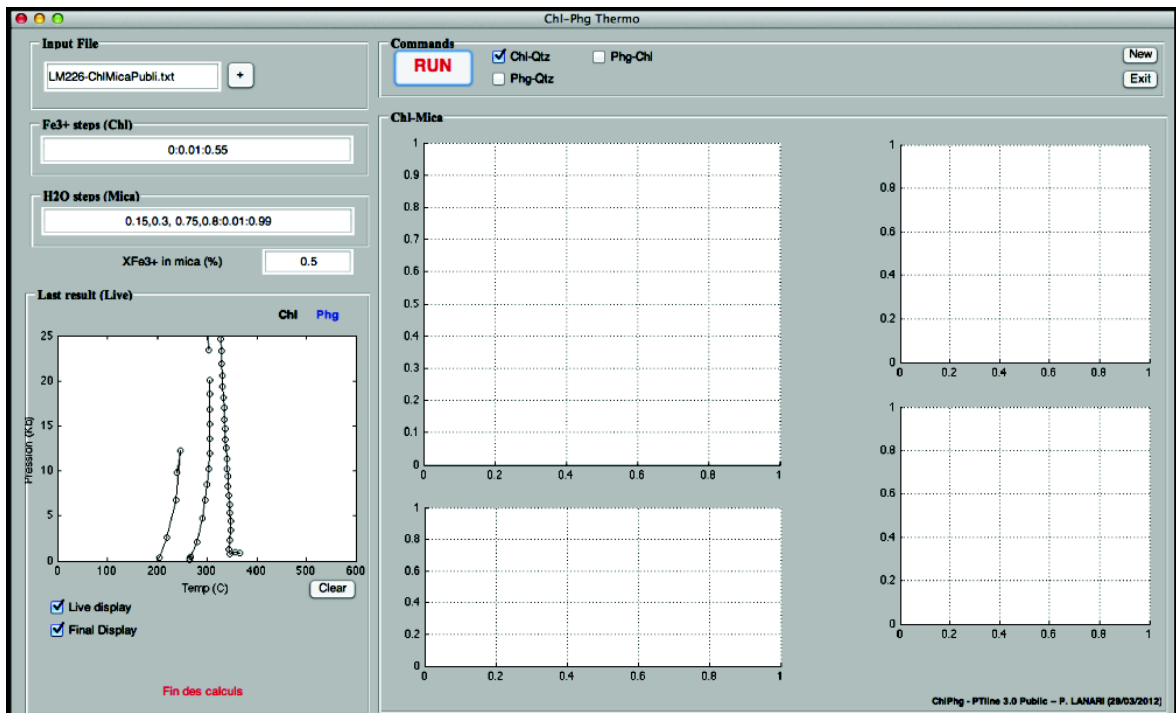 Chl-Phg Thermo
Input File
LM226-ChlMicaPubli.txt
+
Commands
RUN
Chl-Qtz
Phg-Chl
Phg-Qtz
New
Exit
Fe3+ steps (Chl)
0:0.01:0.55
H2O steps (Mica)
0.15,0.3, 0.75,0.8:0.01:0.99
XFe3+ in mica (%)
0.5
Last result (Live)
Chl Phg
25
20
15
10
5
0
Pression (Kb)
0 100 200 300 400 500 600
Temp (C)
Clear
Live display
Final Display
Fin des calculs
Chl-Mica
1
0.9
0.8
0.7
0.6
0.5
0.4
0.3
0.2
0.1
0
0 0.2 0.4 0.6 0.8 1
1
0.8
0.6
0.4
0.2
0
0 0.2 0.4 0.6 0.8 1
1
0.8
0.6
0.4
0.2
0
0 0.2 0.4 0.6 0.8 1
1
0.8
0.6
0.4
0.2
0
0 0.2 0.4 0.6 0.8 1
ChlPhg - PTline 3.0 Public – P. LANARI (29/03/2012)